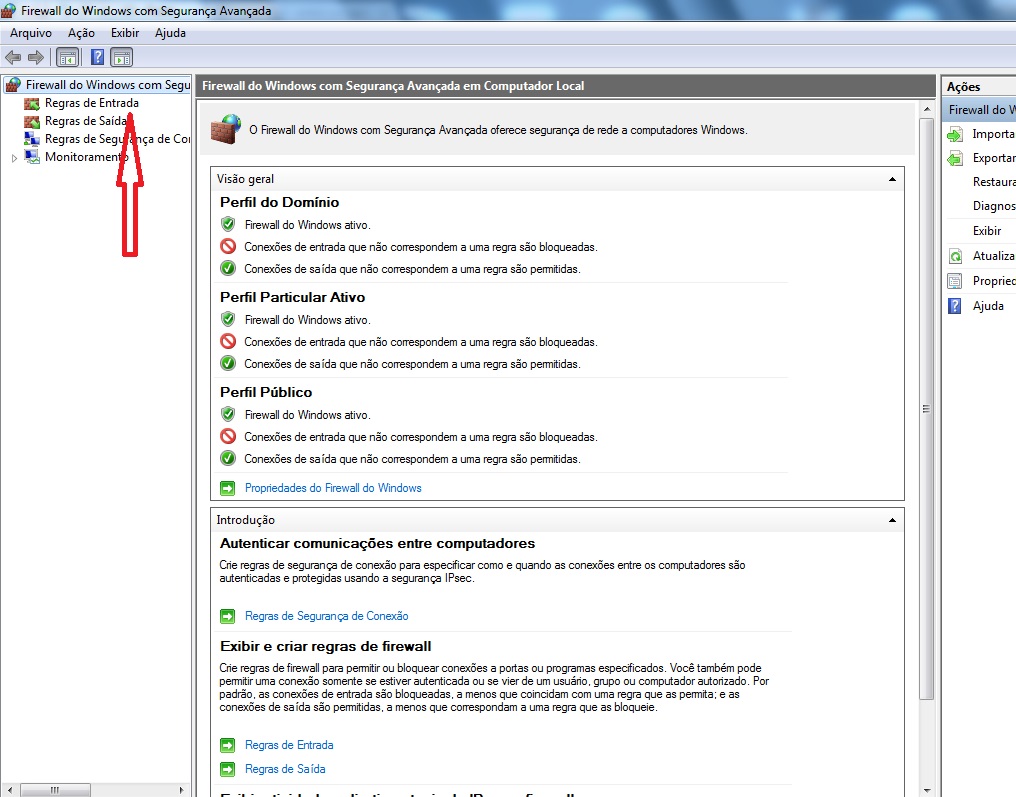 Firewall do Windows com Segurança Avançada
Arquivo Ação Exibir Ajuda
Firewall do Windows com Segu
Regras de Entrada
Regras de Saída
Regras de Segurança de Co
Monitoramento
Firewall do Windows com Segurança Avançada em Computador Local
O Firewall do Windows com Segurança Avançada oferece segurança de rede a computadores Windows.
Visão geral
Perfil do Domínio
Firewall do Windows ativo.
Conexões de entrada que não correspondem a uma regra são bloqueadas.
Conexões de saída que não correspondem a uma regra são permitidas.
Perfil Particular Ativo
Firewall do Windows ativo.
Conexões de entrada que não correspondem a uma regra são bloqueadas.
Conexões de saída que não correspondem a uma regra são permitidas.
Perfil Público
Firewall do Windows ativo.
Conexões de entrada que não correspondem a uma regra são bloqueadas.
Conexões de saída que não correspondem a uma regra são permitidas.
Propriedades do Firewall do Windows
Introdução
Autenticar comunicações entre computadores
Crie regras de segurança de conexão para especificar como e quando as conexões entre os computadores são
autenticadas e protegidas usando a segurança IPsec.
Regras de Segurança de Conexão
Exibir e criar regras de firewall
Crie regras de firewall para permitir ou bloquear conexões a portas ou programas especificados. Você também pode
permitir uma conexão somente se estiver autenticada ou se vier de um usuário, grupo ou computador autorizado. Por
padrão, as conexões de entrada são bloqueadas, a menos que coincidam com uma regra que as permita; e as
conexões de saída são permitidas, a menos que correspondam a uma regra que as bloqueie.
Regras de Entrada
Regras de Saída
Ações
Firewall do W
Importa
Exportar
Restaura
Diagnos
Exibir
Atualiza
Propried
Ajuda